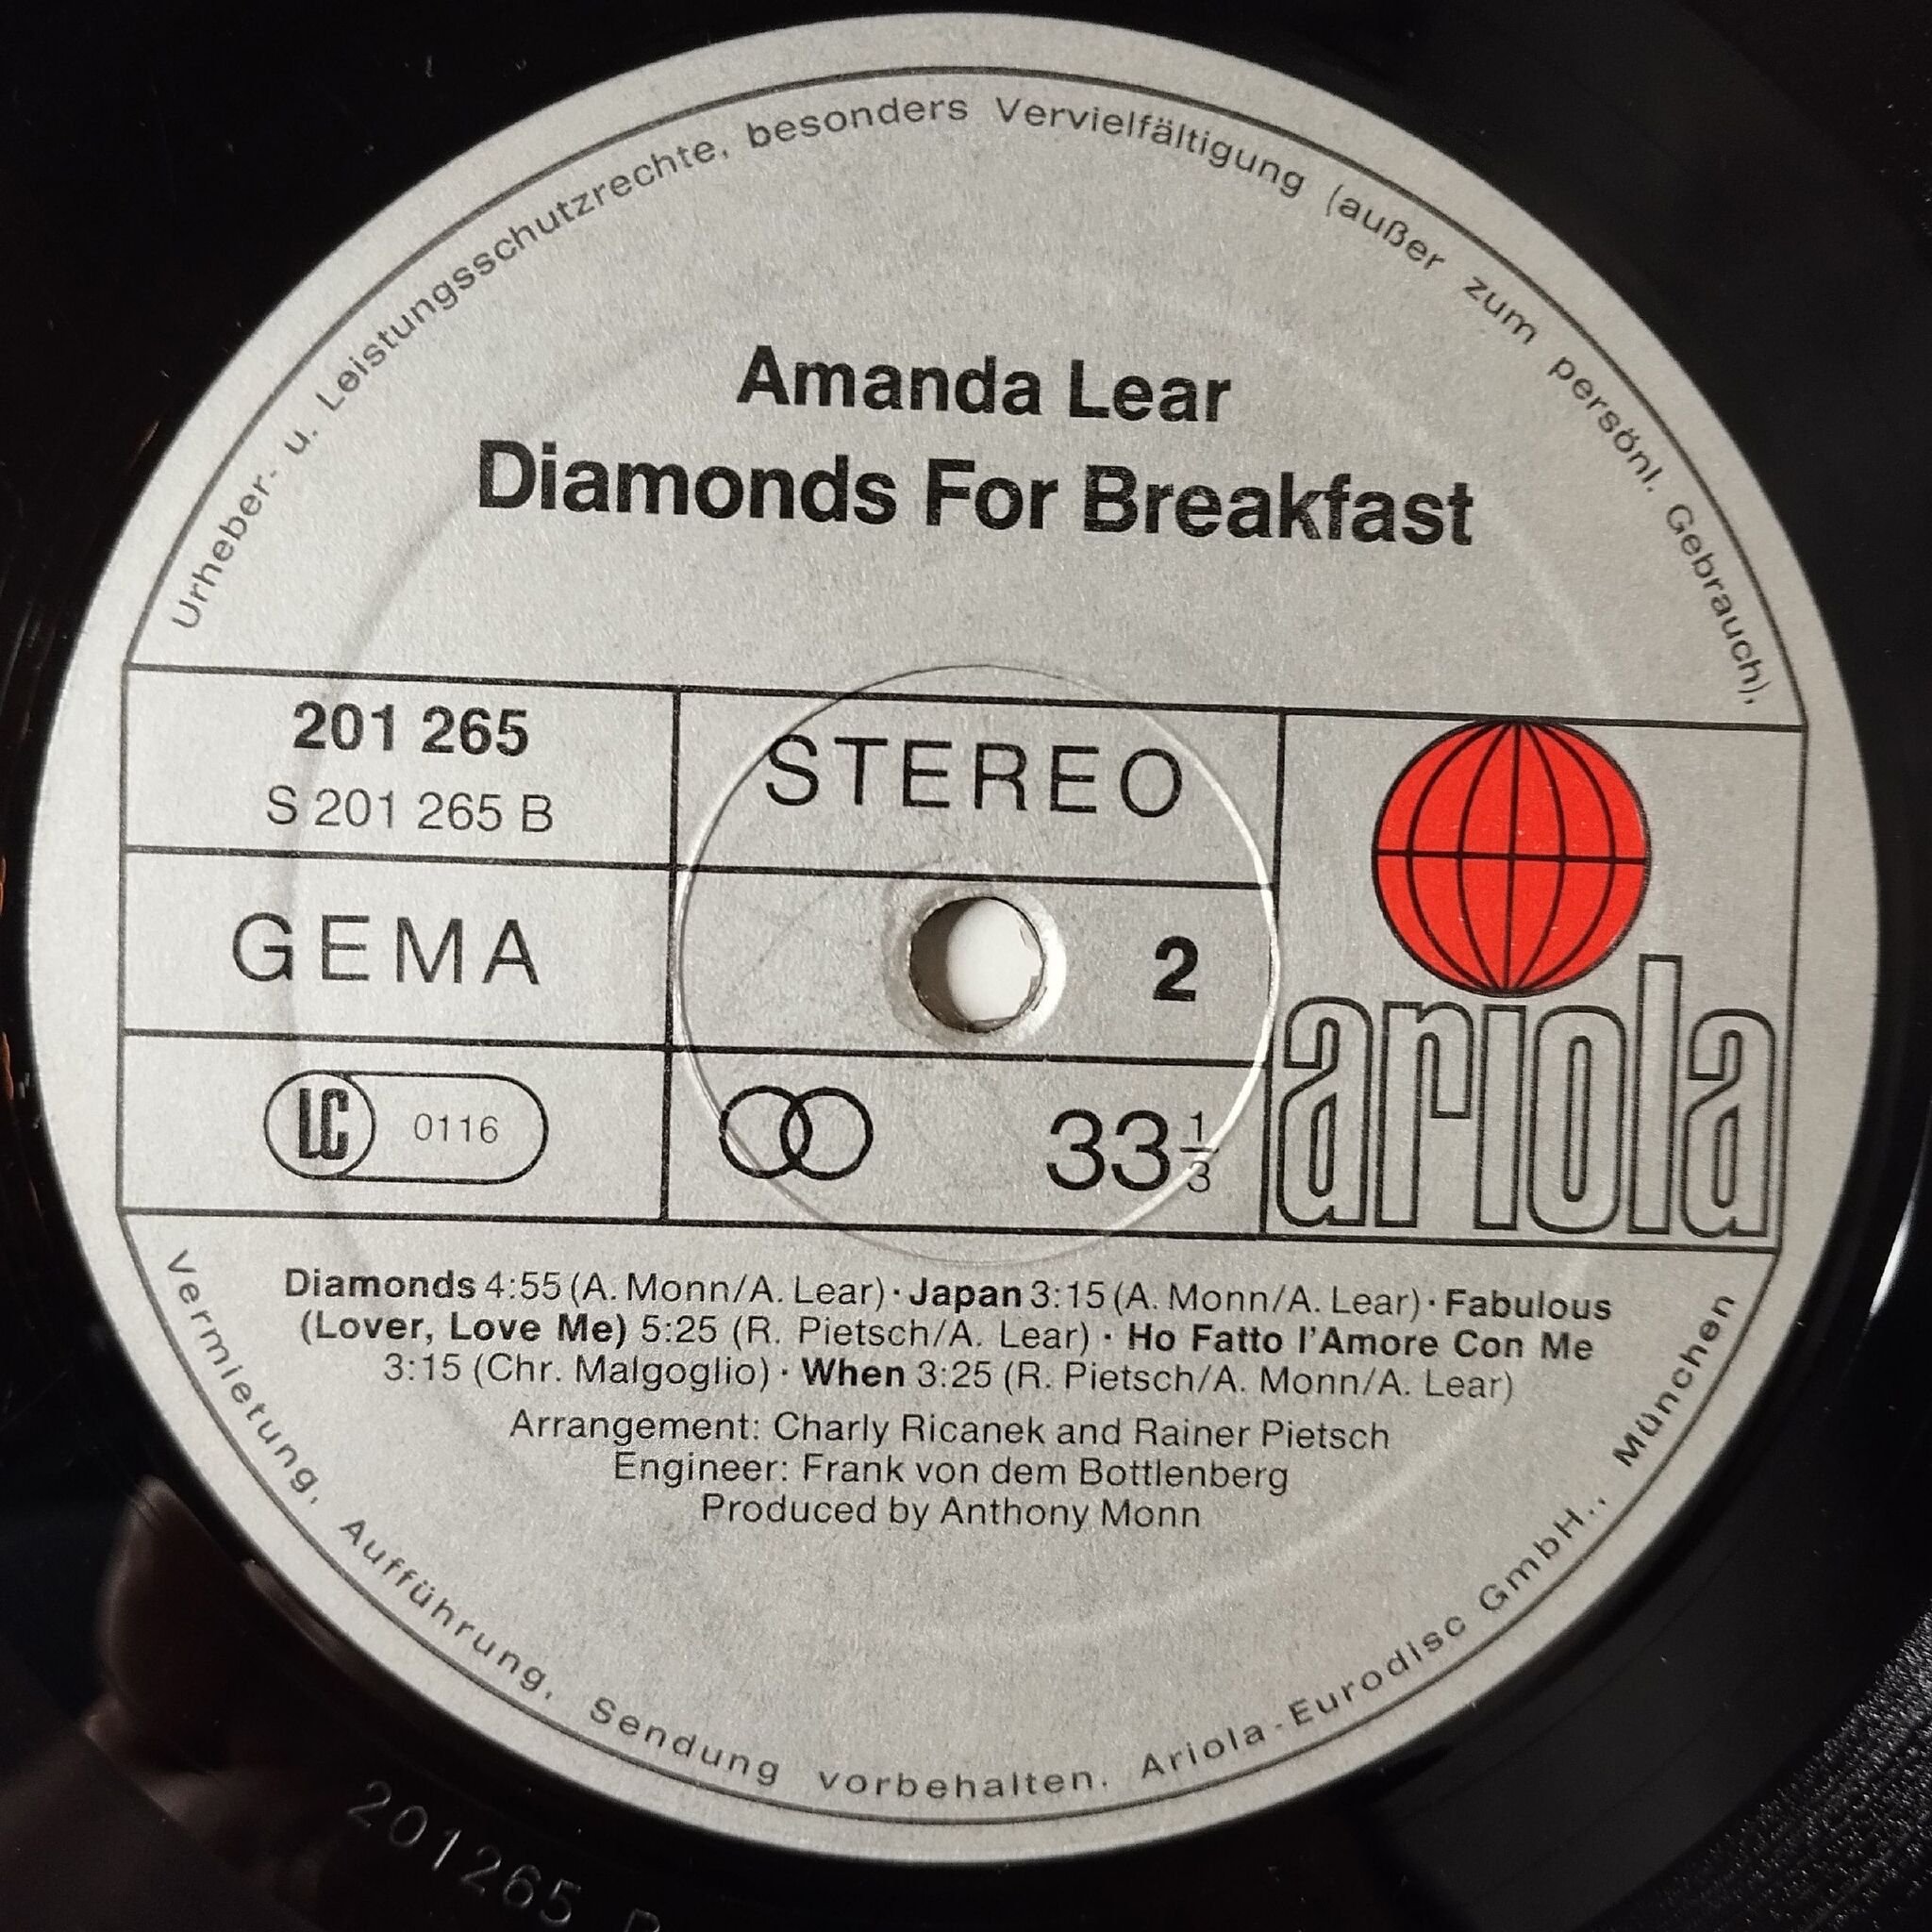 Urheber- u. Leistungsschutzrechte, besonders Vervielfältigung (außer zum persönl. Gebrauch),
Amanda Lear
Diamonds For Breakfast
201 265
S 201 265 B
STEREO
GEMA
2
LC 0116
33 1/3
ariola
Diamonds 4:55 (A. Monn/A. Lear) · Japan 3:15 (A. Monn/A. Lear) · Fabulous
(Lover, Love Me) 5:25 (R. Pietsch/A. Lear) · Ho Fatto l'Amore Con Me
3:15 (Chr. Malgoglio) · When 3:25 (R. Pietsch/A. Monn/A. Lear)
Arrangement: Charly Ricanek and Rainer Pietsch
Engineer: Frank von dem Bottlenberg
Produced by Anthony Monn
Vermietung, Aufführung, Sendung vorbehalten. Ariola-Eurodisc GmbH., München
201265